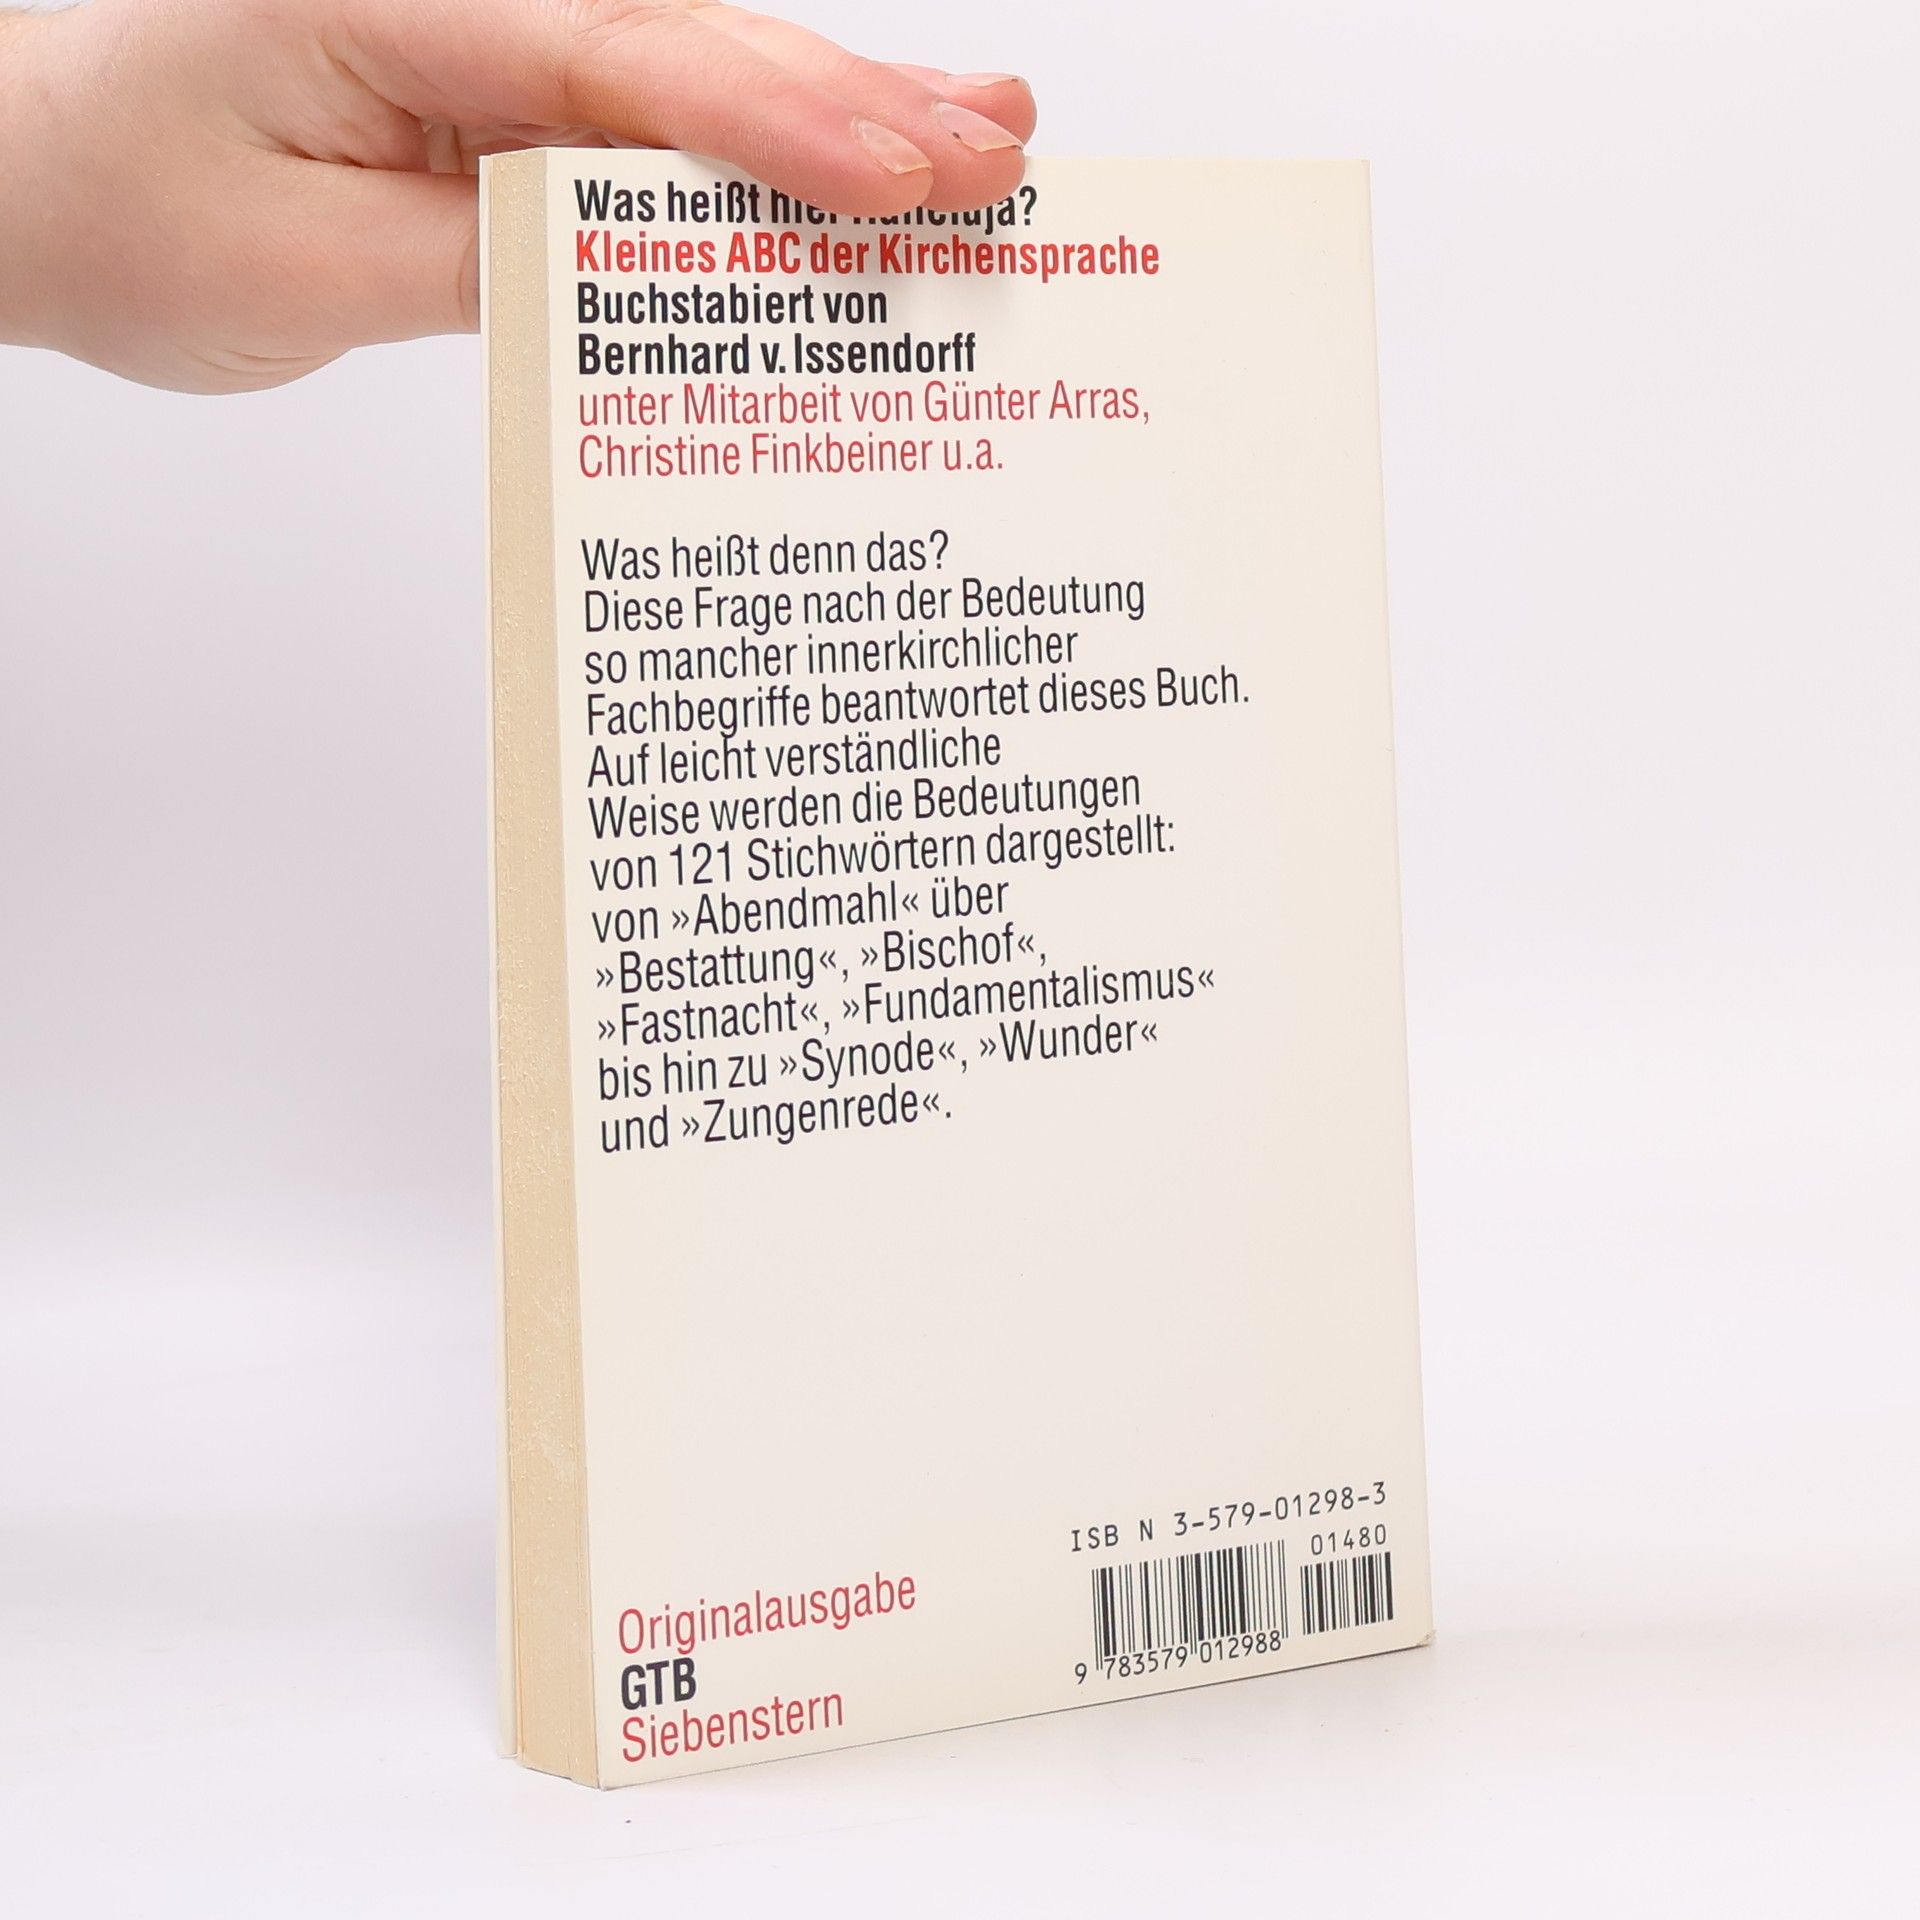 Was heißt hier Halleluja?
Kleines ABC der Kirchensprache
Buchstabiert von
Bernhard v. Issendorff
unter Mitarbeit von Günter Arras,
Christine Finkbeiner u.a.
Was heißt denn das?
Diese Frage nach der Bedeutung
so mancher innerkirchlicher
Fachbegriffe beantwortet dieses Buch.
Auf leicht verständliche
Weise werden die Bedeutungen
von 121 Stichwörtern dargestellt:
von »Abendmahl« über
»Bestattung«, »Bischof«,
»Fastnacht«, »Fundamentalismus«
bis hin zu »Synode«, »Wunder«
und »Zungenrede«.
Originalausgabe
GTB
Siebenstern
ISB N 3-579-01298-3
01480
9 783579 012988